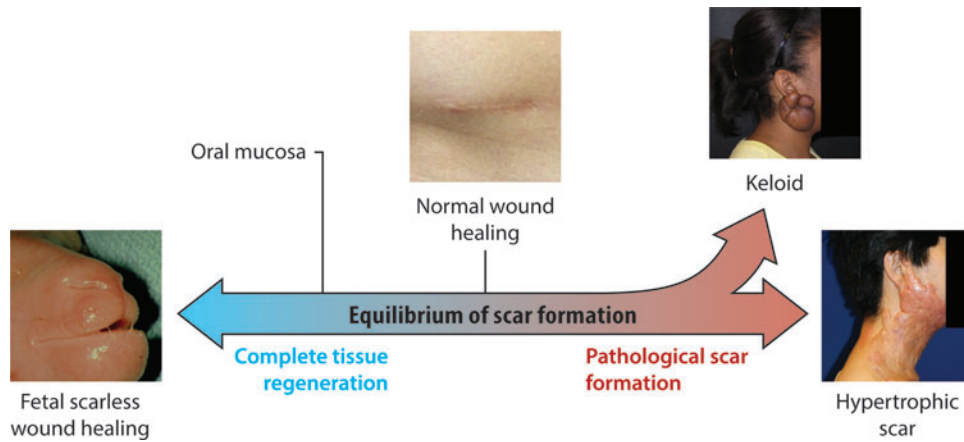 Oral mucosa
Normal wound
healing
Keloid
Equilibrium of scar formation
Complete tissue
regeneration
Pathological scar
formation
Fetal scarless
wound healing
Hypertrophic
scar